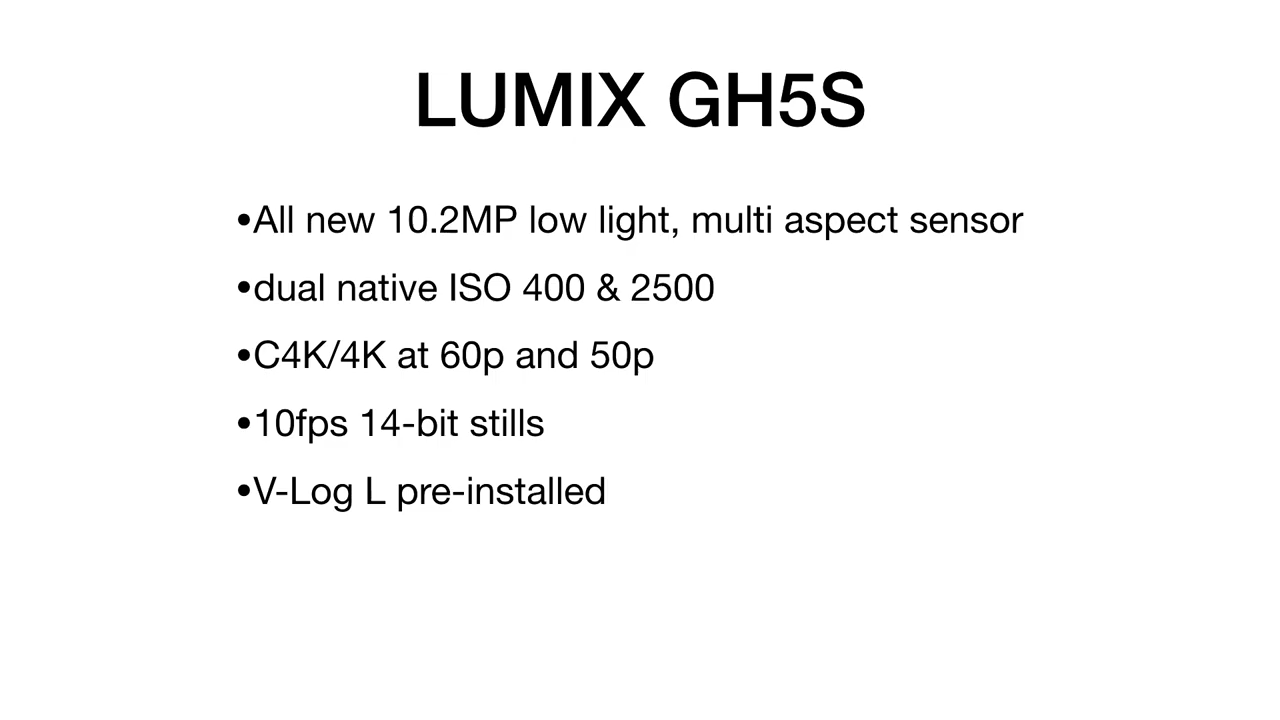 LUMIX GH5S
•All new 10.2MP low light, multi aspect sensor
•dual native ISO 400 & 2500
•C4K/4K at 60p and 50p
•10fps 14-bit stills
•V-Log L pre-installed